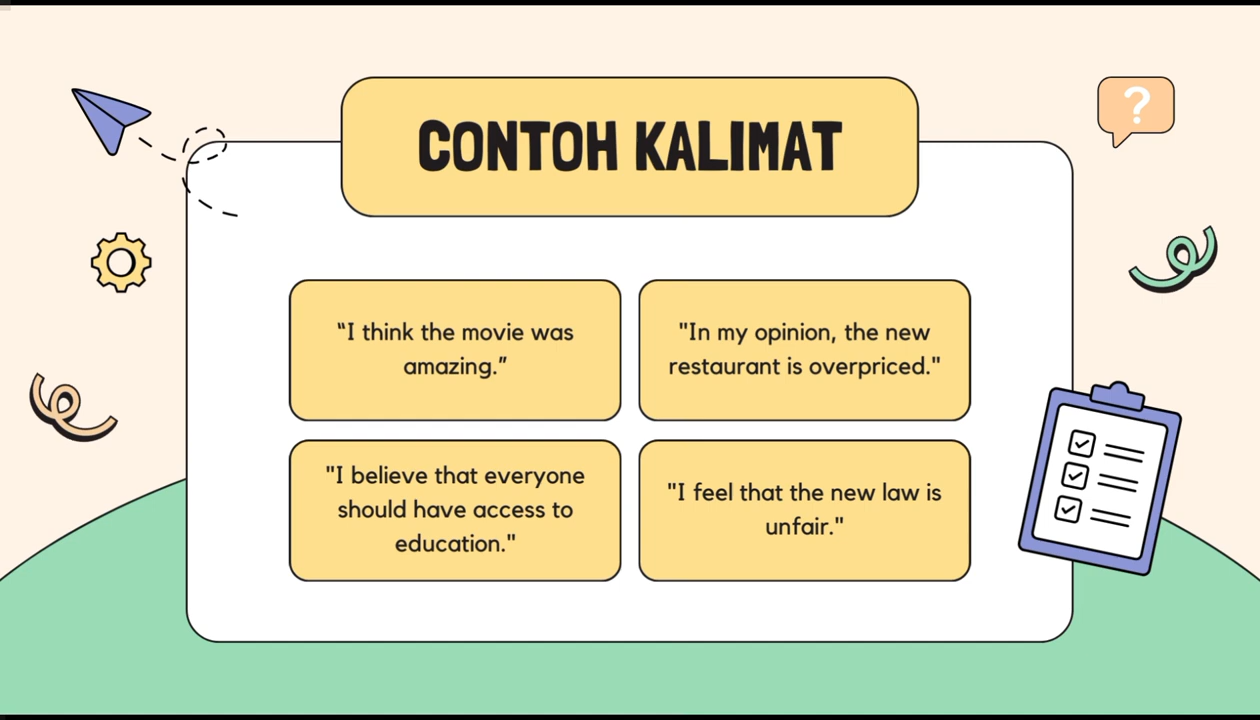 CONTOH KALIMAT
“I think the movie was
amazing.”
"In my opinion, the new
restaurant is overpriced."
"I believe that everyone
should have access to
education."
"I feel that the new law is
unfair."
?